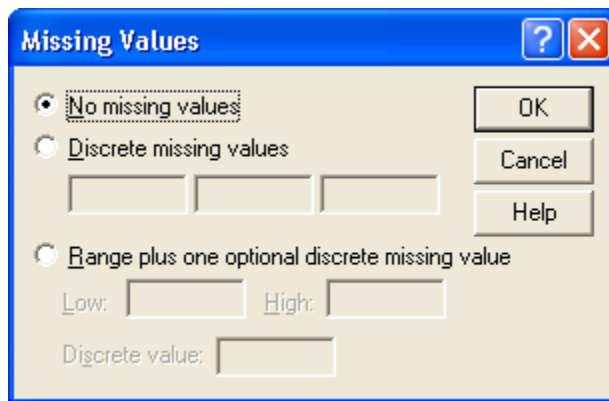 Missing Values
No missing values
OK
Discrete missing values
Cancel
Help
Range plus one optional discrete missing value
Low: High:
Discrete value: